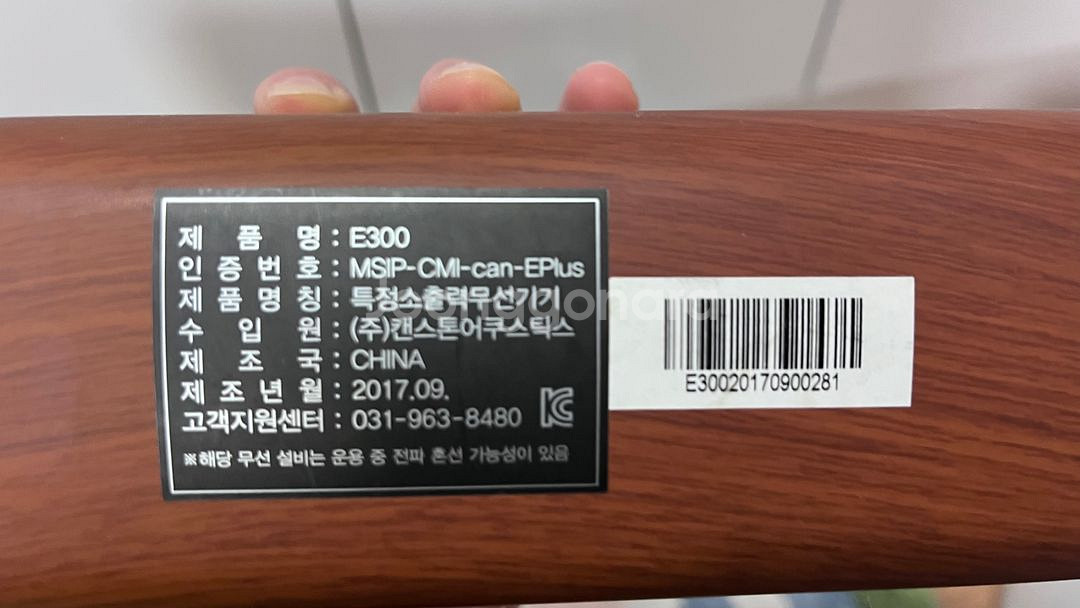 제품명 : E300
인증번호 : MSIP-CMI-can-EPlus
제품명칭 : 특정소출력무선기기
수입원 : (주)캔스톤어쿠스틱스
제조국 : CHINA
제조년월 : 2017.09.
고객지원센터 : 031-963-8480
※해당 무선 설비는 운용 중 전파 혼선 가능성이 있음
E30020170900281
joonggonara